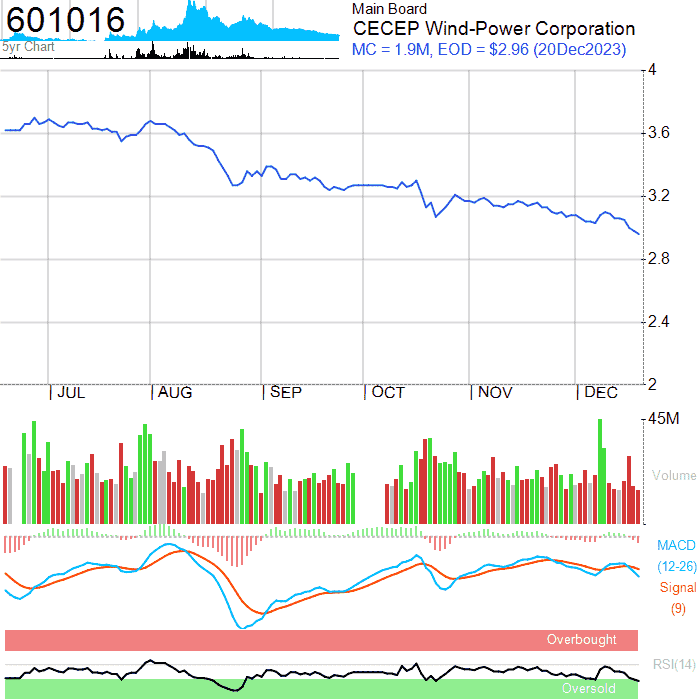 601016
5yr Chart
Main Board
CECEP Wind-Power Corporation
MC = 1.9M, EOD = $2.96 (20Dec2023)
4
3.6
3.2
2.8
2.4
2
| JUL | AUG | SEP | OCT | NOV | DEC
45M
Volume
MACD
(12-26)
Signal
(9)
Overbought
RSI(14)
Oversold